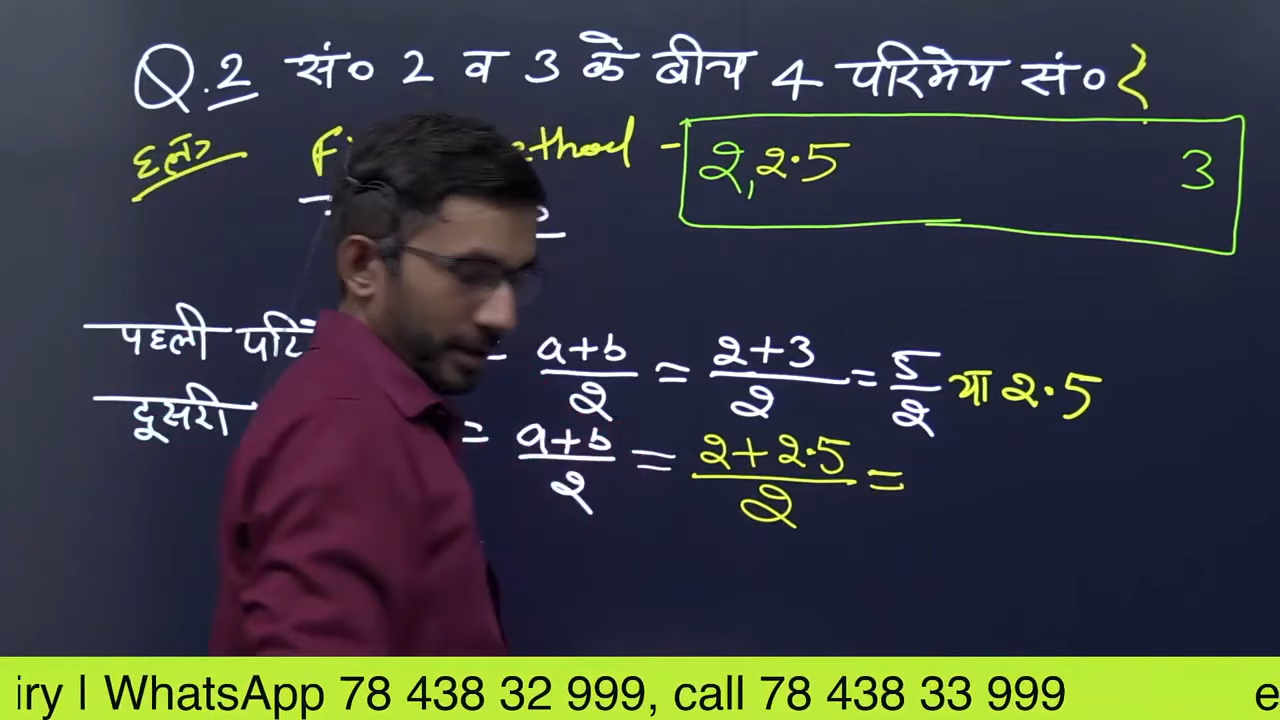 Q.2 सं० 2 व 3 के बीच 4 परिमेय सं० ?
हल→ ethod - 2, 2.5 3
पहली = a+b/2 = 2+3/2 = 5/2 या 2.5
दूसरी = a+b/2 = 2+2.5/2 =
iry | WhatsApp 78 438 32 999, call 78 438 33 999 e